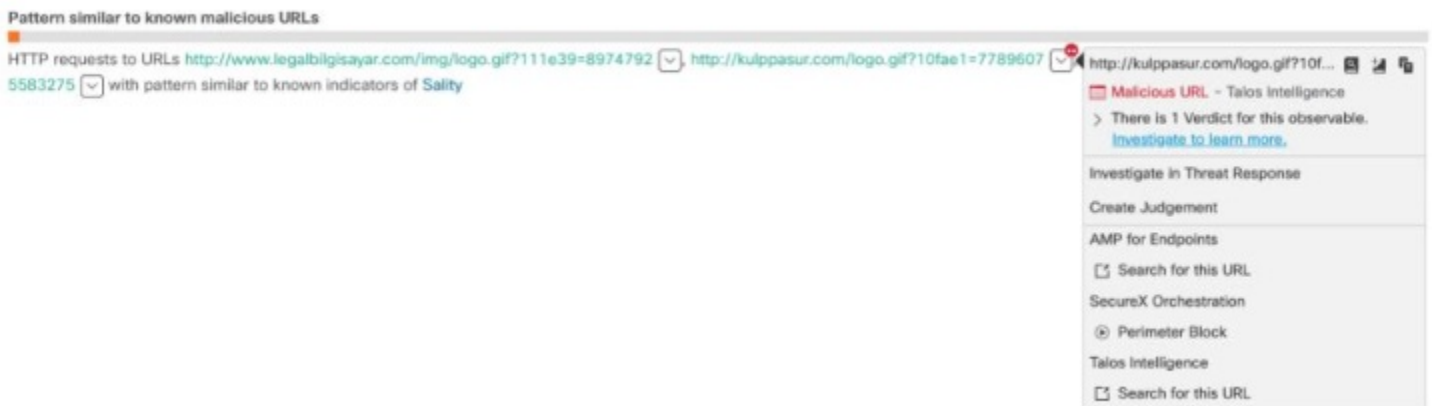 Pattern similar to known malicious URLs
HTTP requests to URLs http://www.legalbilgisayar.com/img/logo.gif?111e39=8974792 , http://kulppasur.com/logo.gif?10fae1=7789607
5583275 with pattern similar to known indicators of Sality
http://kulppasur.com/logo.gif?10f...
Malicious URL - Talos Intelligence
There is 1 Verdict for this observable.
Investigate to learn more.
Investigate in Threat Response
Create Judgement
AMP for Endpoints
Search for this URL
SecureX Orchestration
Perimeter Block
Talos Intelligence
Search for this URL